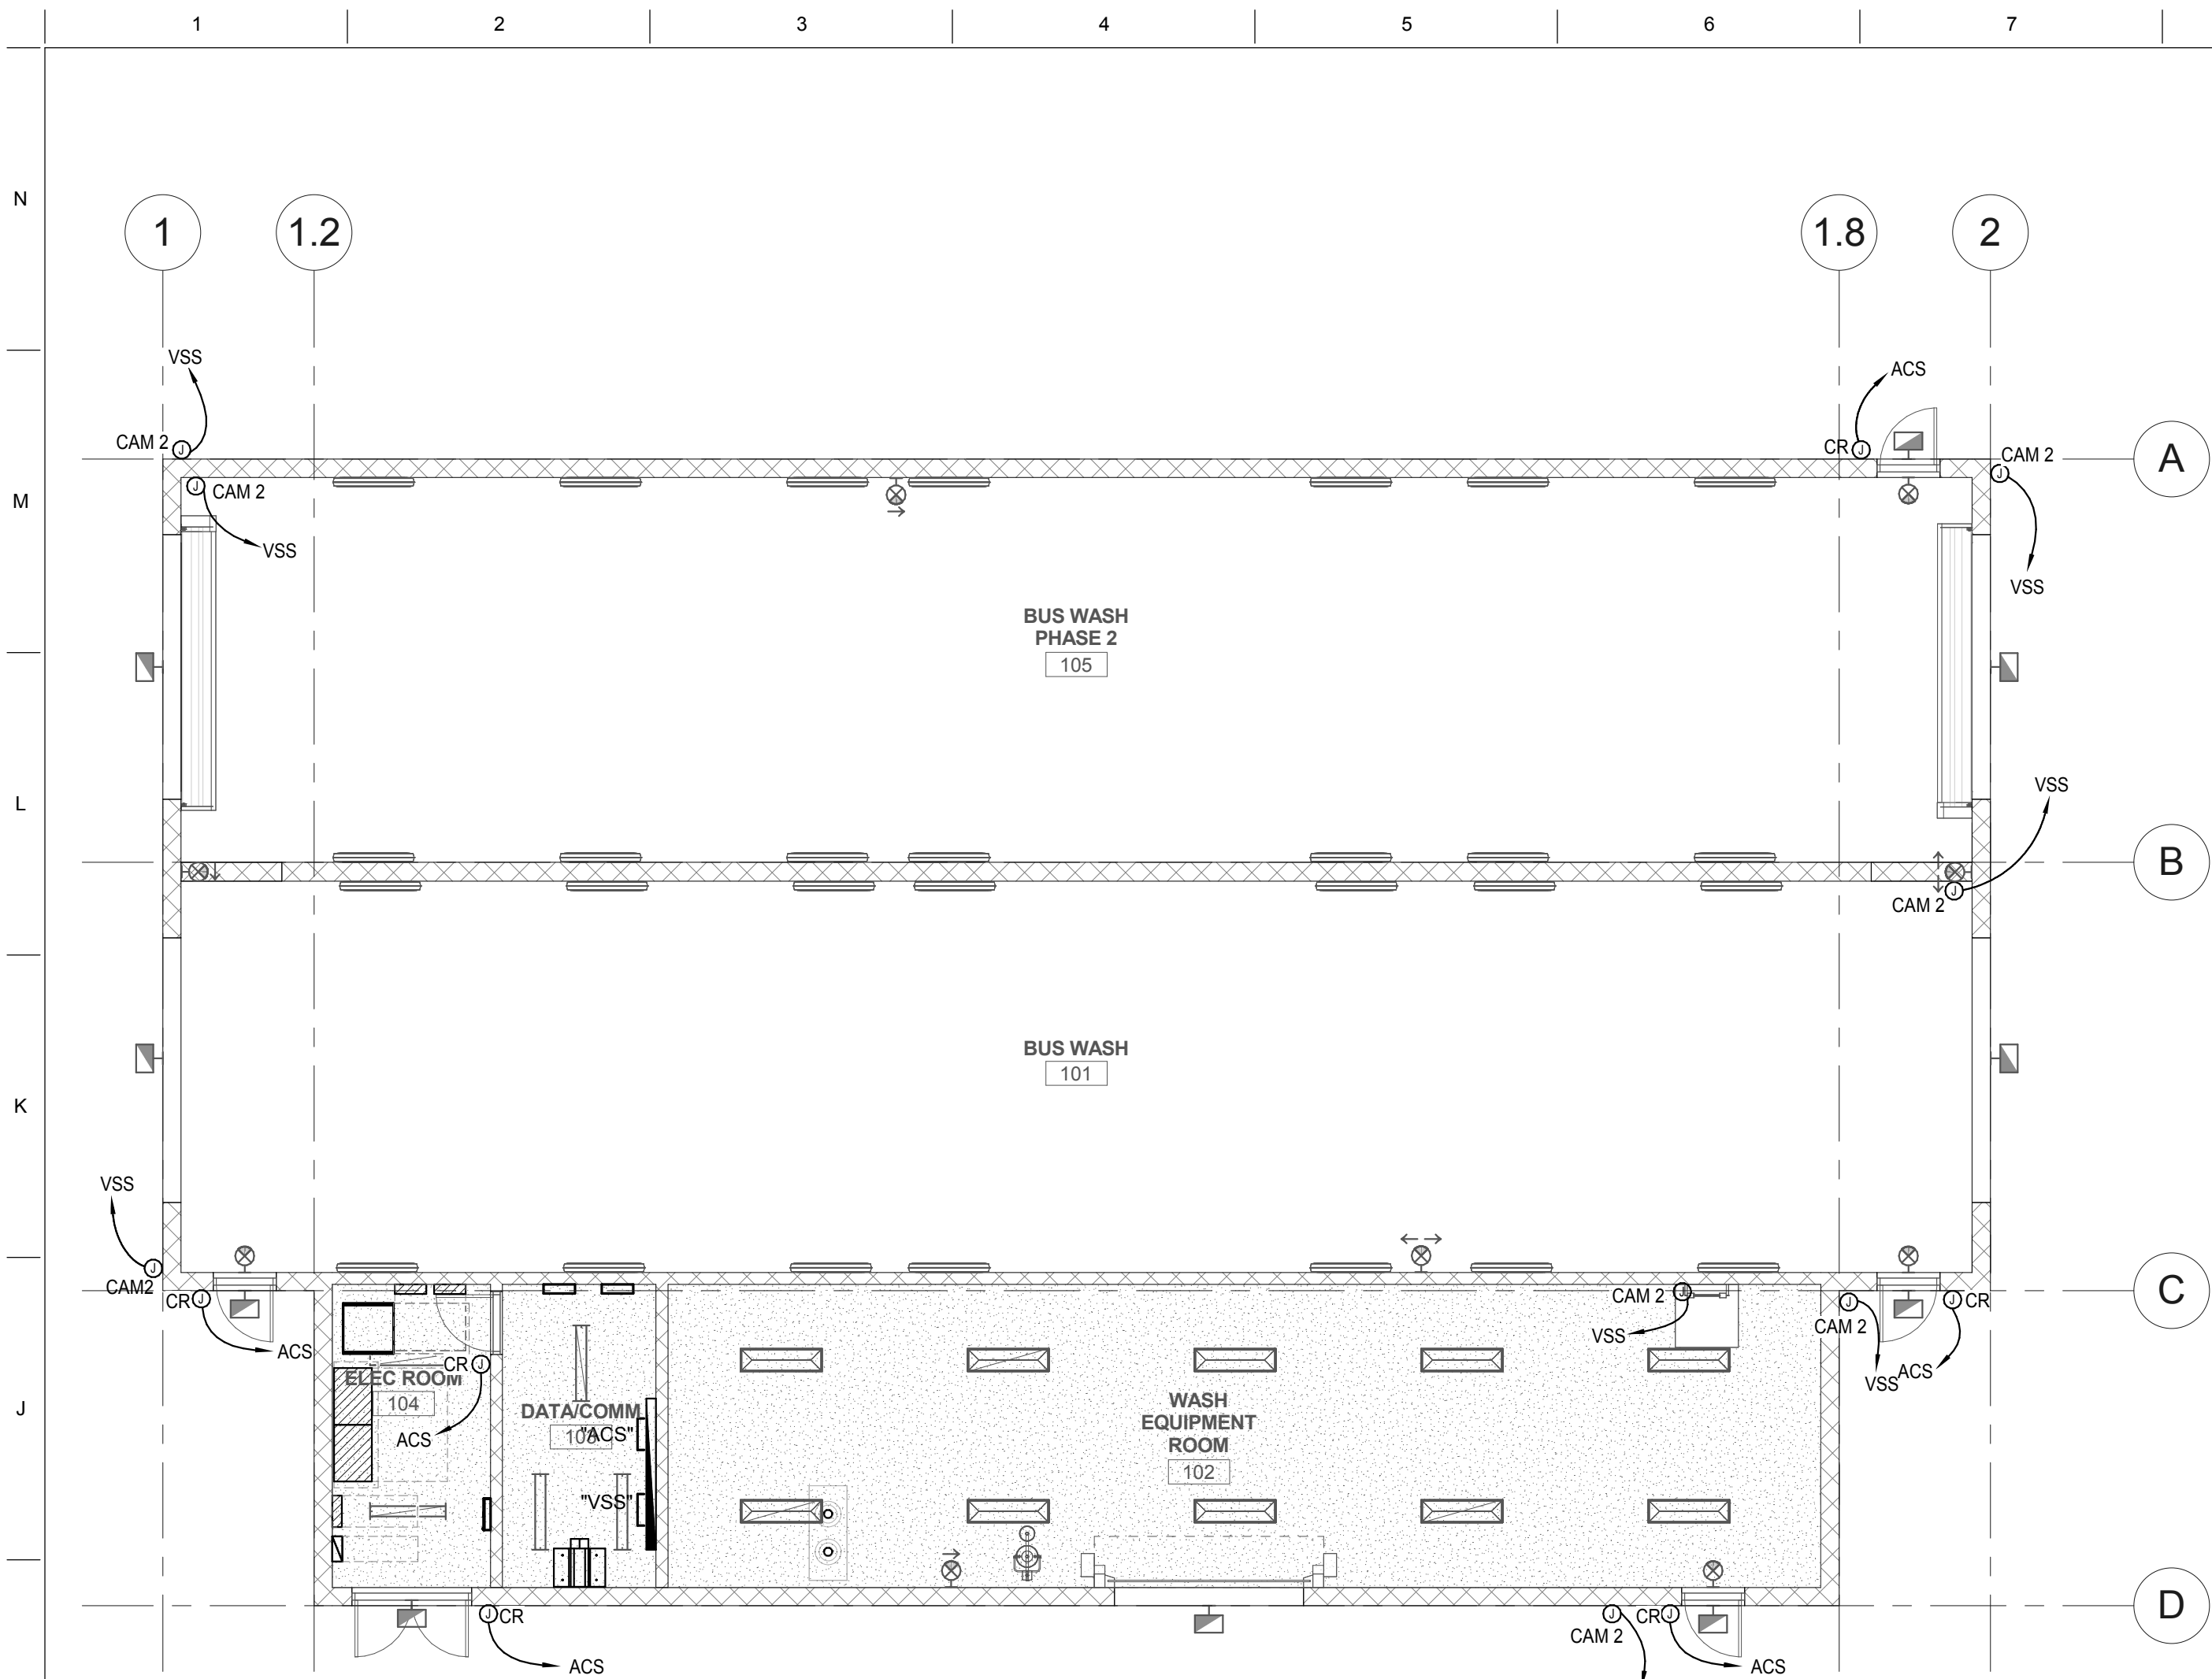 1 2 3 4 5 6 7
N
1 1.2 1.8 2
VSS
ACS
CAM 2 J
CR J
CAM 2
J
A
M
J CAM 2
VSS
VSS
BUS WASH
PHASE 2
105
L
VSS
B
J
CAM 2
BUS WASH
101
K
VSS
J
CAM2
CR J
ACS
CAM 2 J
VSS
J
CAM 2
J CR
C
VSS
ACS
CR J
ELEC ROOM
104
ACS
J
DATA/COMM
103
"ACS"
"VSS"
WASH
EQUIPMENT
ROOM
102
J CR
ACS
J
CAM 2
CR J
ACS
D